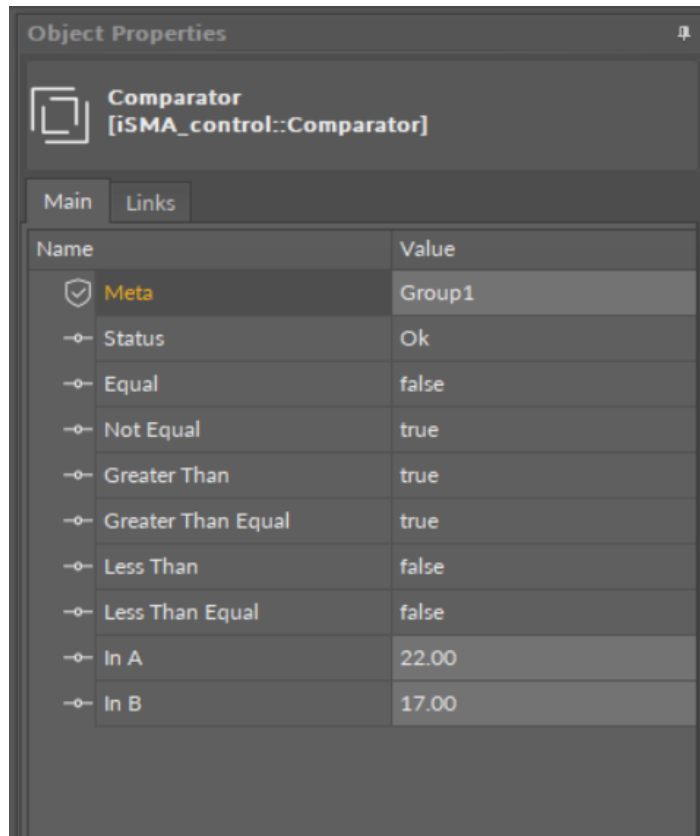 Object Properties
Comparator
[iSMA_control::Comparator]
Main Links
Name Value
Meta Group1
Status Ok
Equal false
Not Equal true
Greater Than true
Greater Than Equal true
Less Than false
Less Than Equal false
In A 22.00
In B 17.00